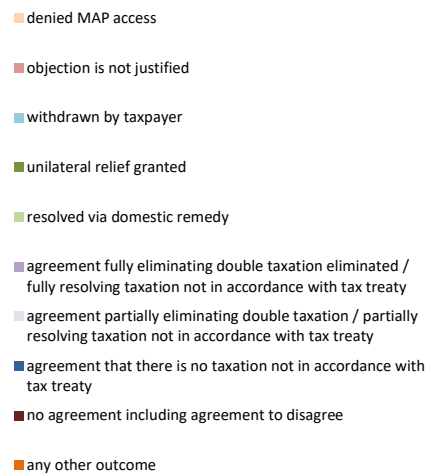 denied MAP access
objection is not justified
withdrawn by taxpayer
unilateral relief granted
resolved via domestic remedy
agreement fully eliminating double taxation eliminated /
fully resolving taxation not in accordance with tax treaty
agreement partially eliminating double taxation / partially
resolving taxation not in accordance with tax treaty
agreement that there is no taxation not in accordance with
tax treaty
no agreement including agreement to disagree
any other outcome